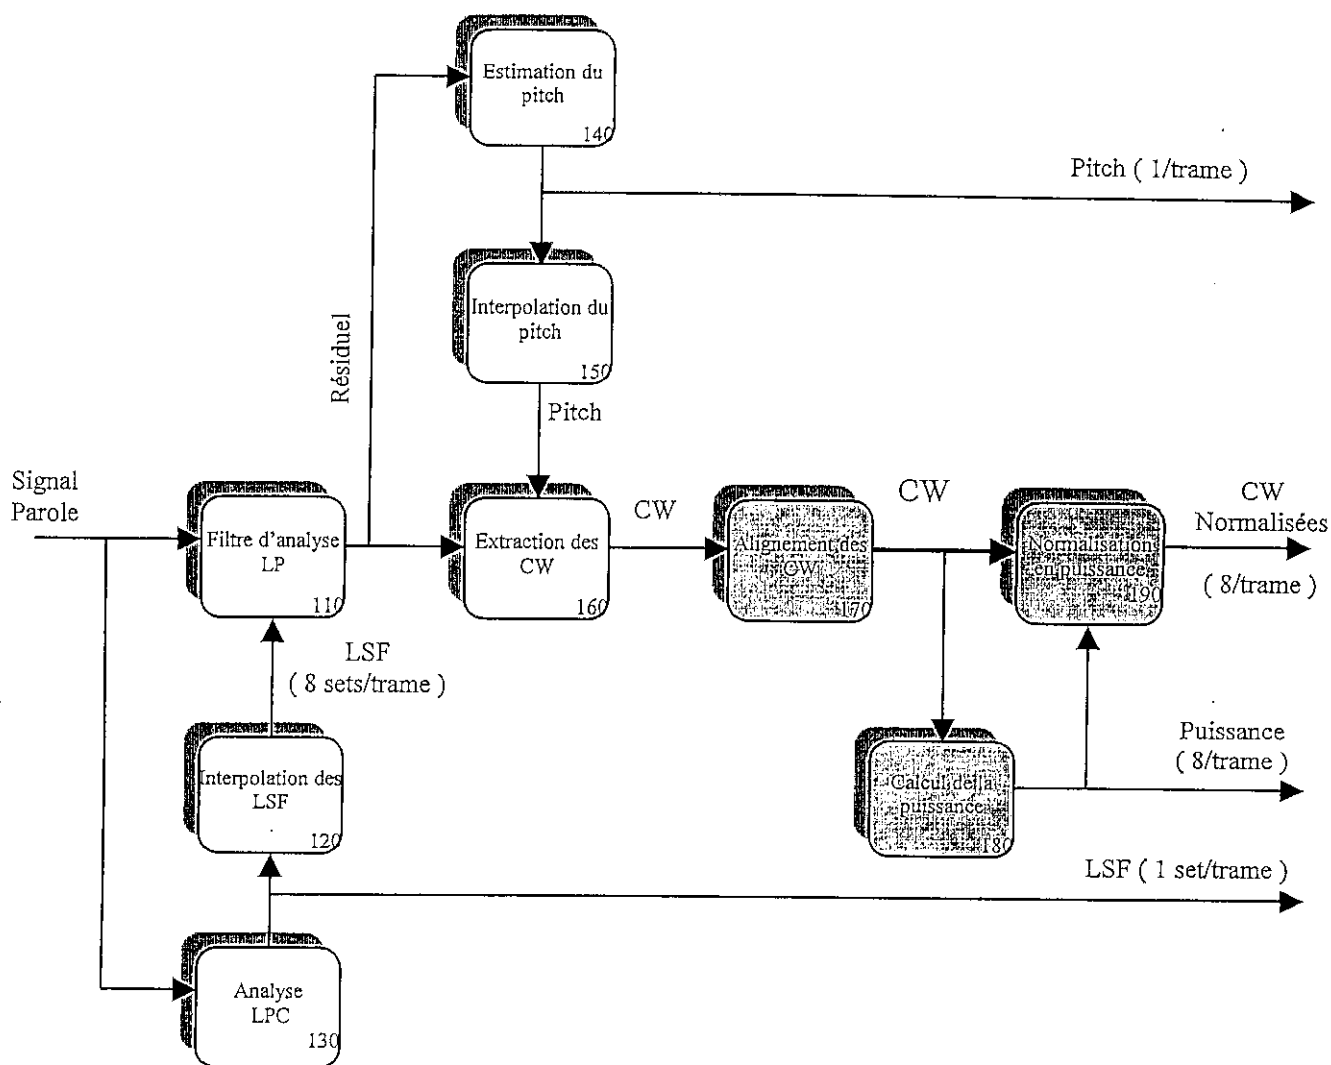 Estimation du
pitch
140
Pitch ( 1/trame )
Interpolation du
pitch
150
Résiduel
Pitch
Signal
Parole
Filtre d'analyse
LP
110
Extraction des
CW
160
CW
Alignement des
CW
170
CW
Normalisation
en puissance
190
CW
Normalisées
( 8/trame )
LSF
( 8 sets/trame )
Interpolation des
LSF
120
Calcul de la
puissance
180
Puissance
( 8/trame )
LSF ( 1 set/trame )
Analyse
LPC
130